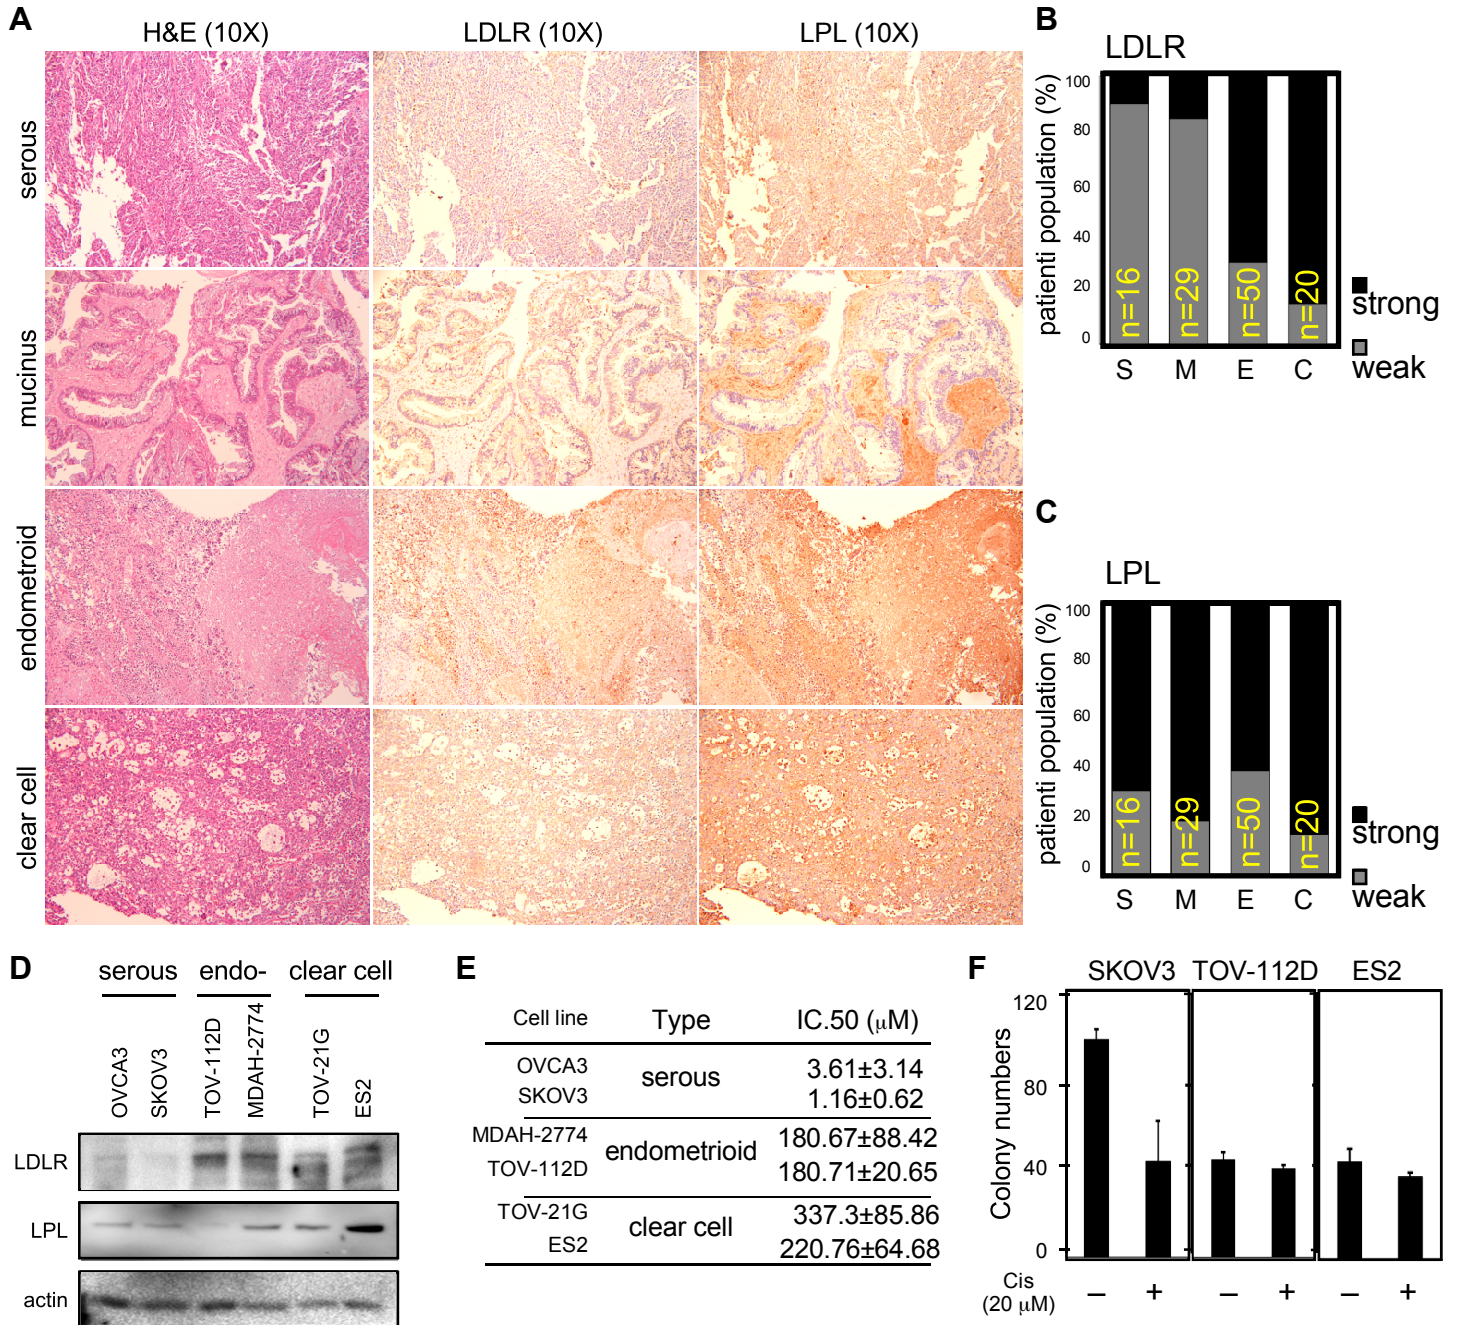 A
H&E (10X)
LDLR (10X)
LPL (10X)
serous
mucinus
endometroid
clear cell
B
LDLR
patienti population (%)
100
80
60
40
20
0
n=16
n=29
n=50
n=20
S M E C
strong
weak
C
LPL
patienti population (%)
100
80
60
40
20
0
n=16
n=29
n=50
n=20
S M E C
strong
weak
D
serous endo- clear cell
OVCA3
SKOV3
TOV-112D
MDAH-2774
TOV-21G
ES2
LDLR
LPL
actin
E
Cell line Type IC.50 (μM)
OVCA3 serous 3.61±3.14
SKOV3 1.16±0.62
MDAH-2774 endometrioid 180.67±88.42
TOV-112D 180.71±20.65
TOV-21G clear cell 337.3±85.86
ES2 220.76±64.68
F
SKOV3 TOV-112D ES2
Colony numbers
120
80
40
0
Cis
(20 μM)
– + – + – +